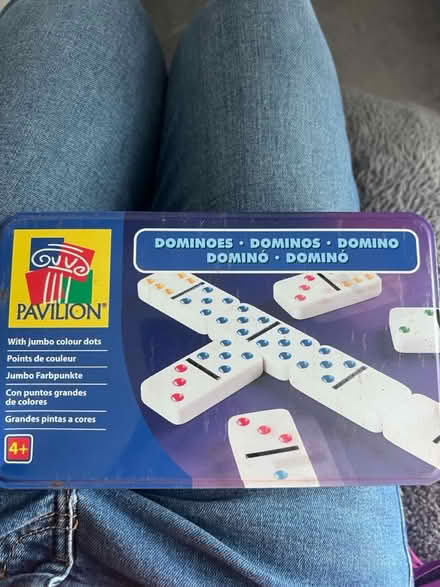 DOMINOES · DOMINOS · DOMINO
DOMINÓ · DOMINÓ
PAVILION®
With jumbo colour dots
Points de couleur
Jumbo Farbpunkte
Con puntos grandes
de colores
Grandes pintas a cores
4+